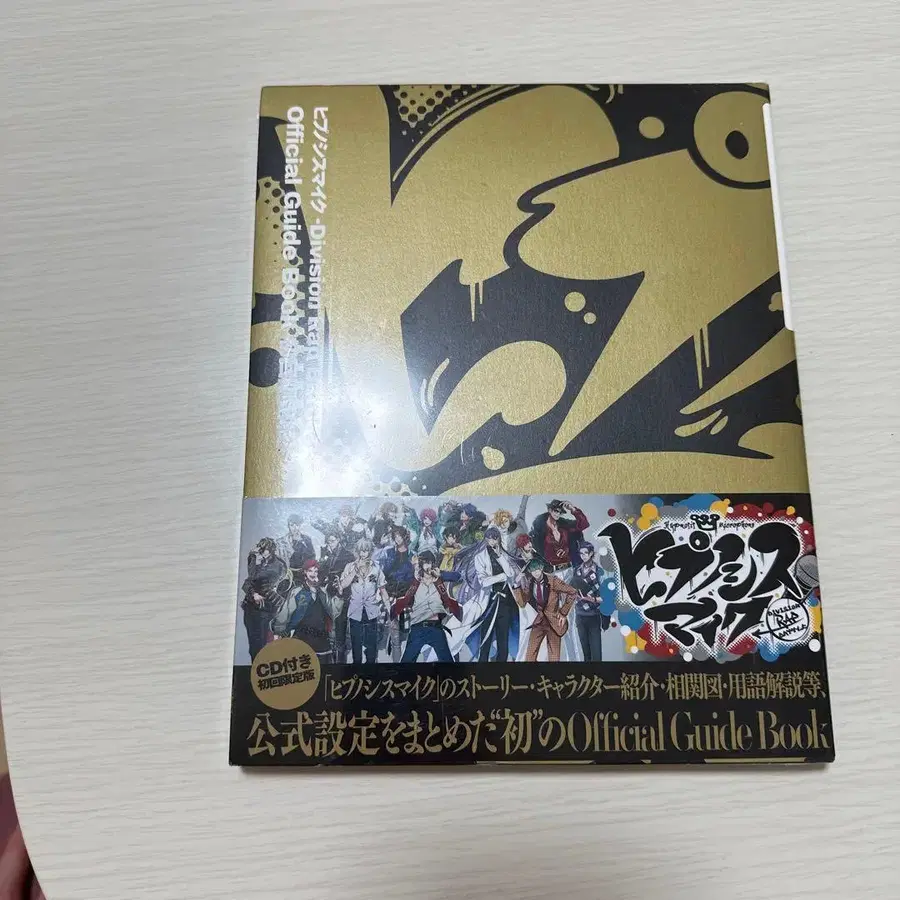 ヒプノシスマイク -Division Rap
Official Guide Book
Hypnosis Microphone
ヒプノシス
マイク
DIVISION
RAP
BATTLE
CD付き
初回限定版
「ヒプノシスマイク」のストーリー・キャラクター紹介・相関図・用語解説等、
公式設定をまとめた“初”のOfficial Guide Book